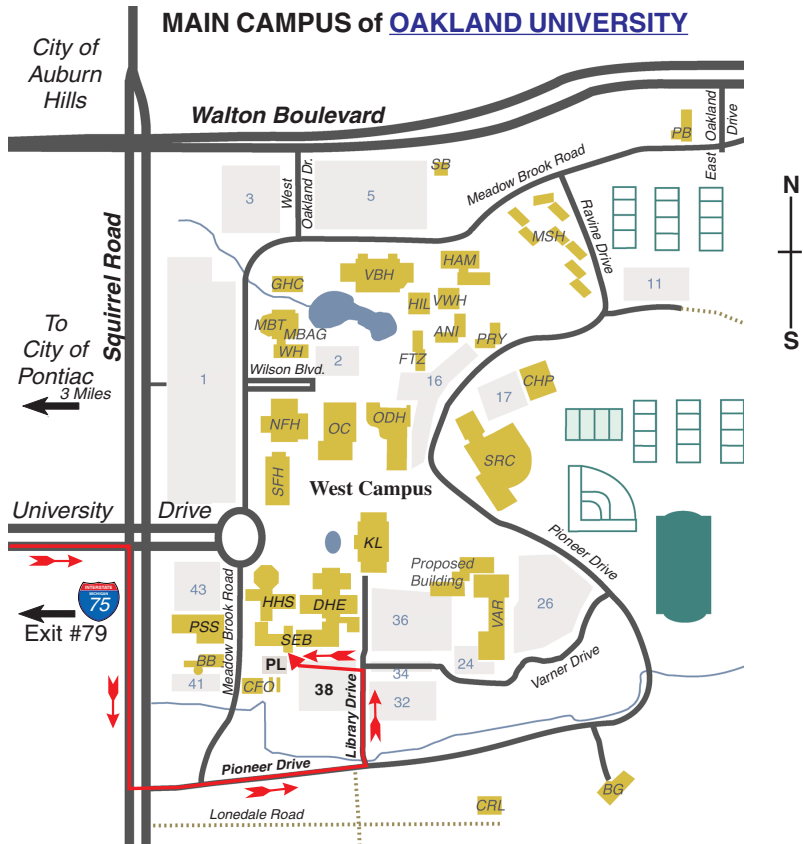 MAIN CAMPUS of OAKLAND UNIVERSITY
City of
Auburn
Hills
Walton Boulevard
East Oakland
Drive
PB
SB
Meadow Brook Road
West
Oakland Dr.
3
5
N
S
MSH
Ravine Drive
Squirrel Road
HAM
VBH
GHC
11
HIL
VWH
MBT
MBAG
ANI
PRY
WH
FTZ
To
City of
Pontiac
3 Miles
1
2
Wilson Blvd.
16
17
CHP
NFH
OC
ODH
SRC
SFH
West Campus
University
Drive
KL
Pioneer Drive
Proposed
Building
INTERSTATE
MICHIGAN
75
Exit #79
43
Meadow Brook Road
HHS
DHE
PSS
SEB
36
VAR
26
BB
PL
24
41
CFO
38
34
32
Library Drive
Varner Drive
Pioneer Drive
BG
Lonedale Road
CRL